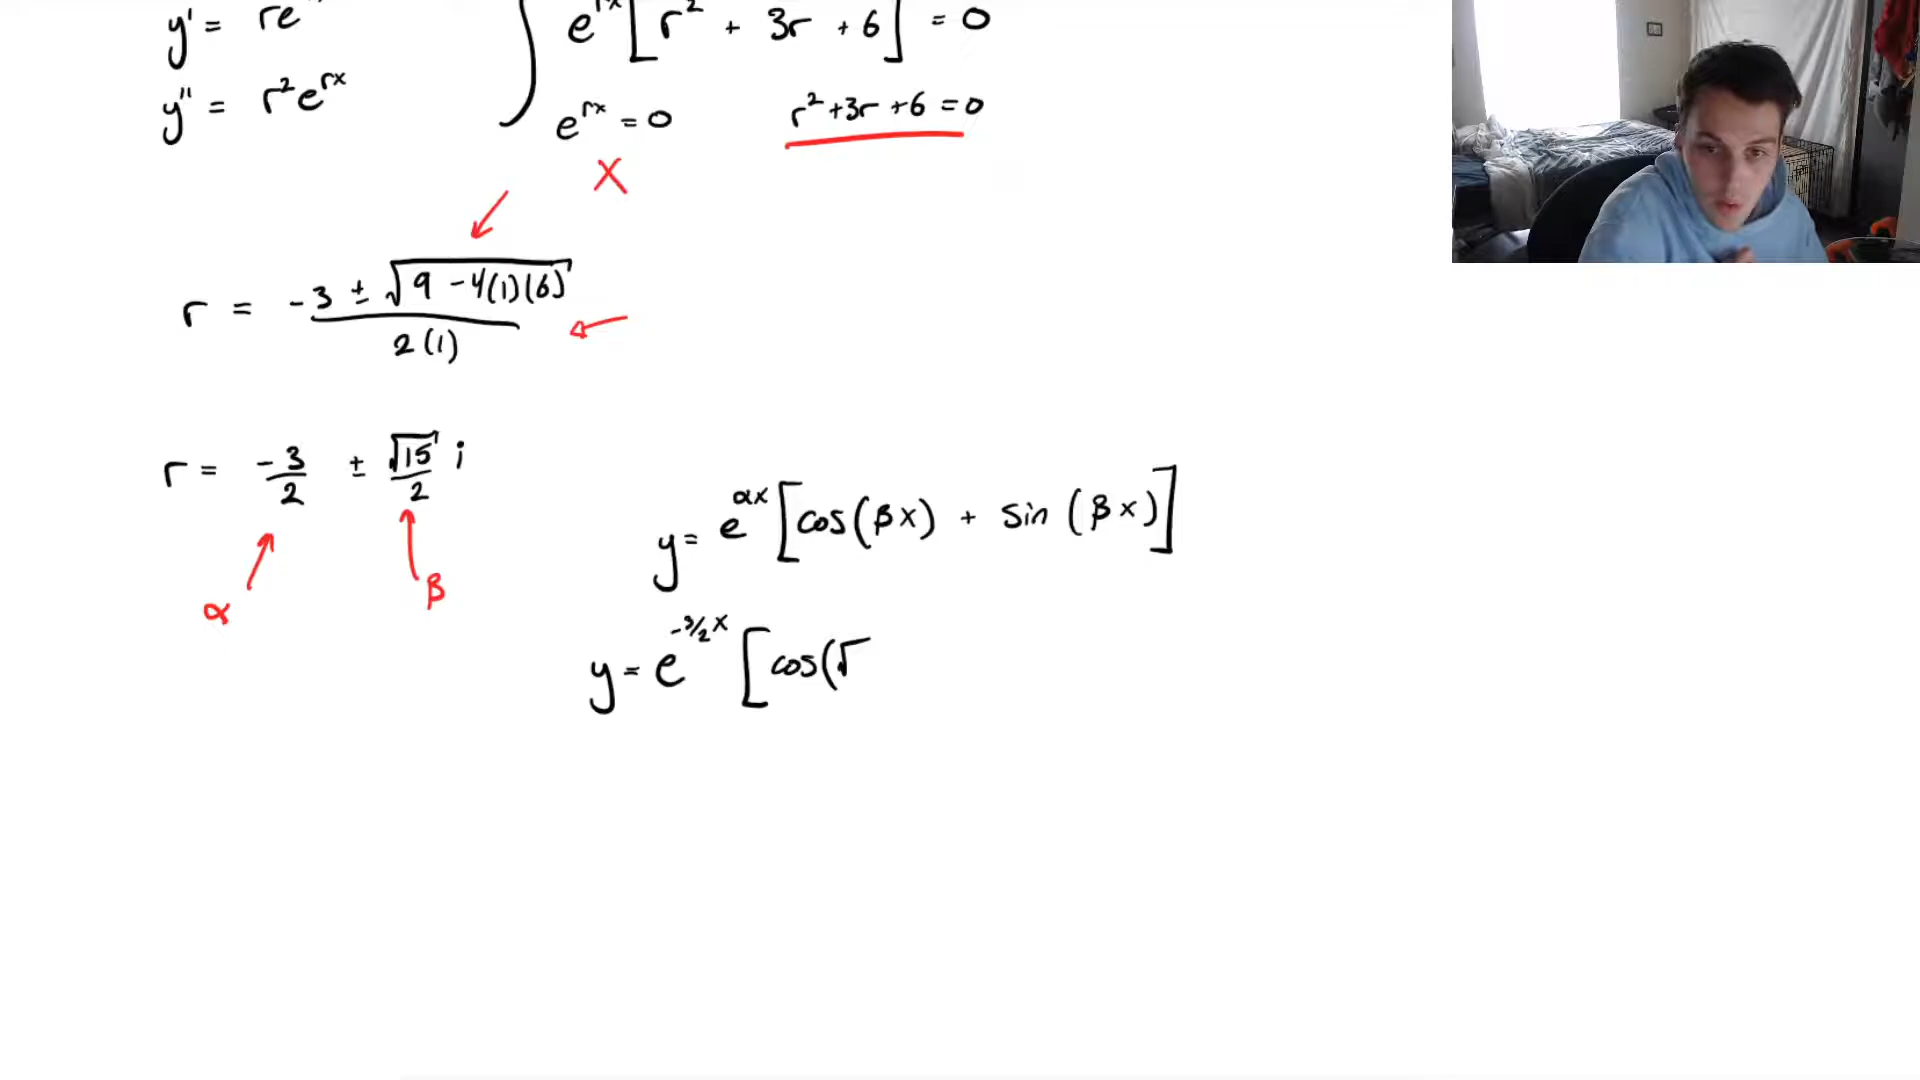 y' = re
e^rx [r² + 3r + 6] = 0
y'' = r²e^rx
e^rx = 0
r² + 3r + 6 = 0
X
r = -3 ± √9 - 4(1)(6)
2(1)
r = -3/2 ± √15/2 i
α
β
y = e^αx [cos(βx) + sin(βx)]
y = e^-3/2x [cos(√